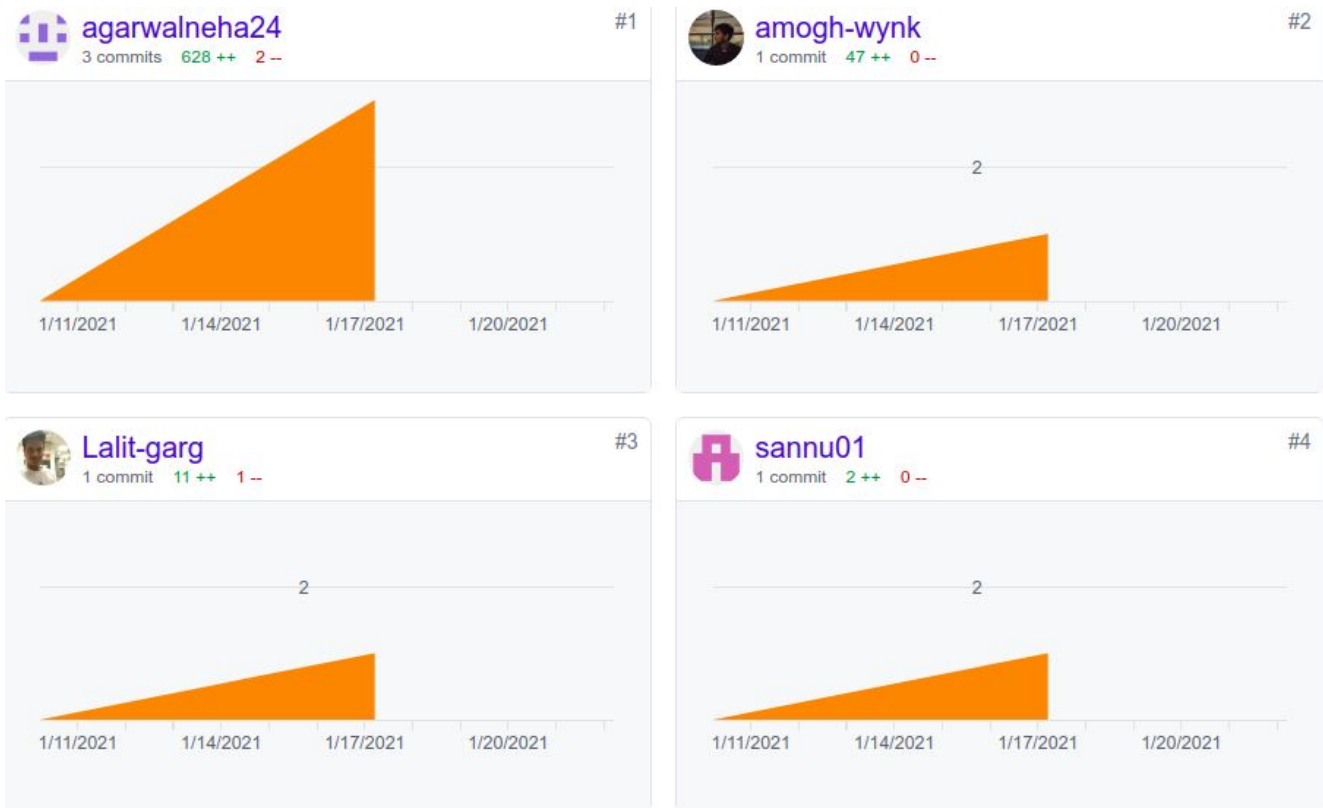 agarwalneha24
#1
3 commits 628 ++ 2 --
1/11/2021 1/14/2021 1/17/2021 1/20/2021
amogh-wynk
#2
1 commit 47 ++ 0 --
2
1/11/2021 1/14/2021 1/17/2021 1/20/2021
Lalit-garg
#3
1 commit 11 ++ 1 --
2
1/11/2021 1/14/2021 1/17/2021 1/20/2021
sannu01
#4
1 commit 2 ++ 0 --
2
1/11/2021 1/14/2021 1/17/2021 1/20/2021